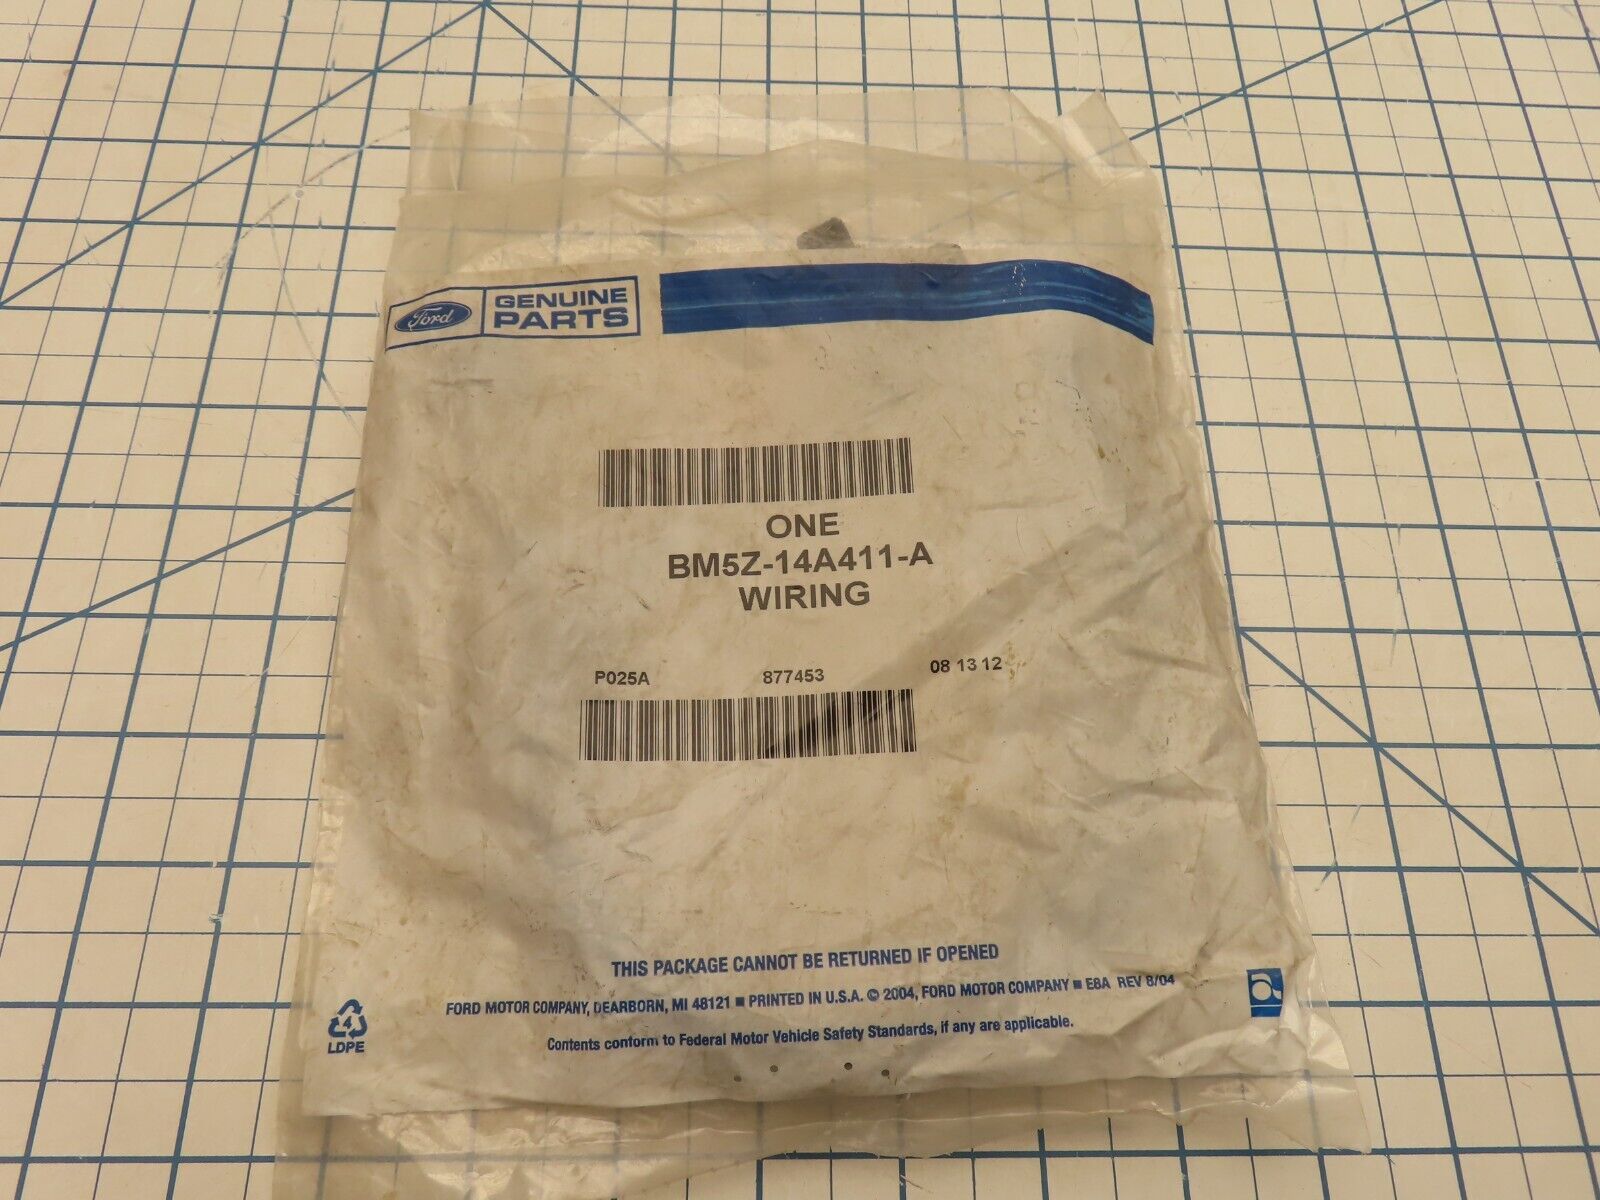 Ford
GENUINE
PARTS
ONE
BM5Z-14A411-A
WIRING
P025A 877453 08 13 12
THIS PACKAGE CANNOT BE RETURNED IF OPENED
FORD MOTOR COMPANY, DEARBORN, MI 48121 ■ PRINTED IN U.S.A. © 2004, FORD MOTOR COMPANY ■ E8A REV 8/04
Contents conform to Federal Motor Vehicle Safety Standards, if any are applicable.
4
LDPE